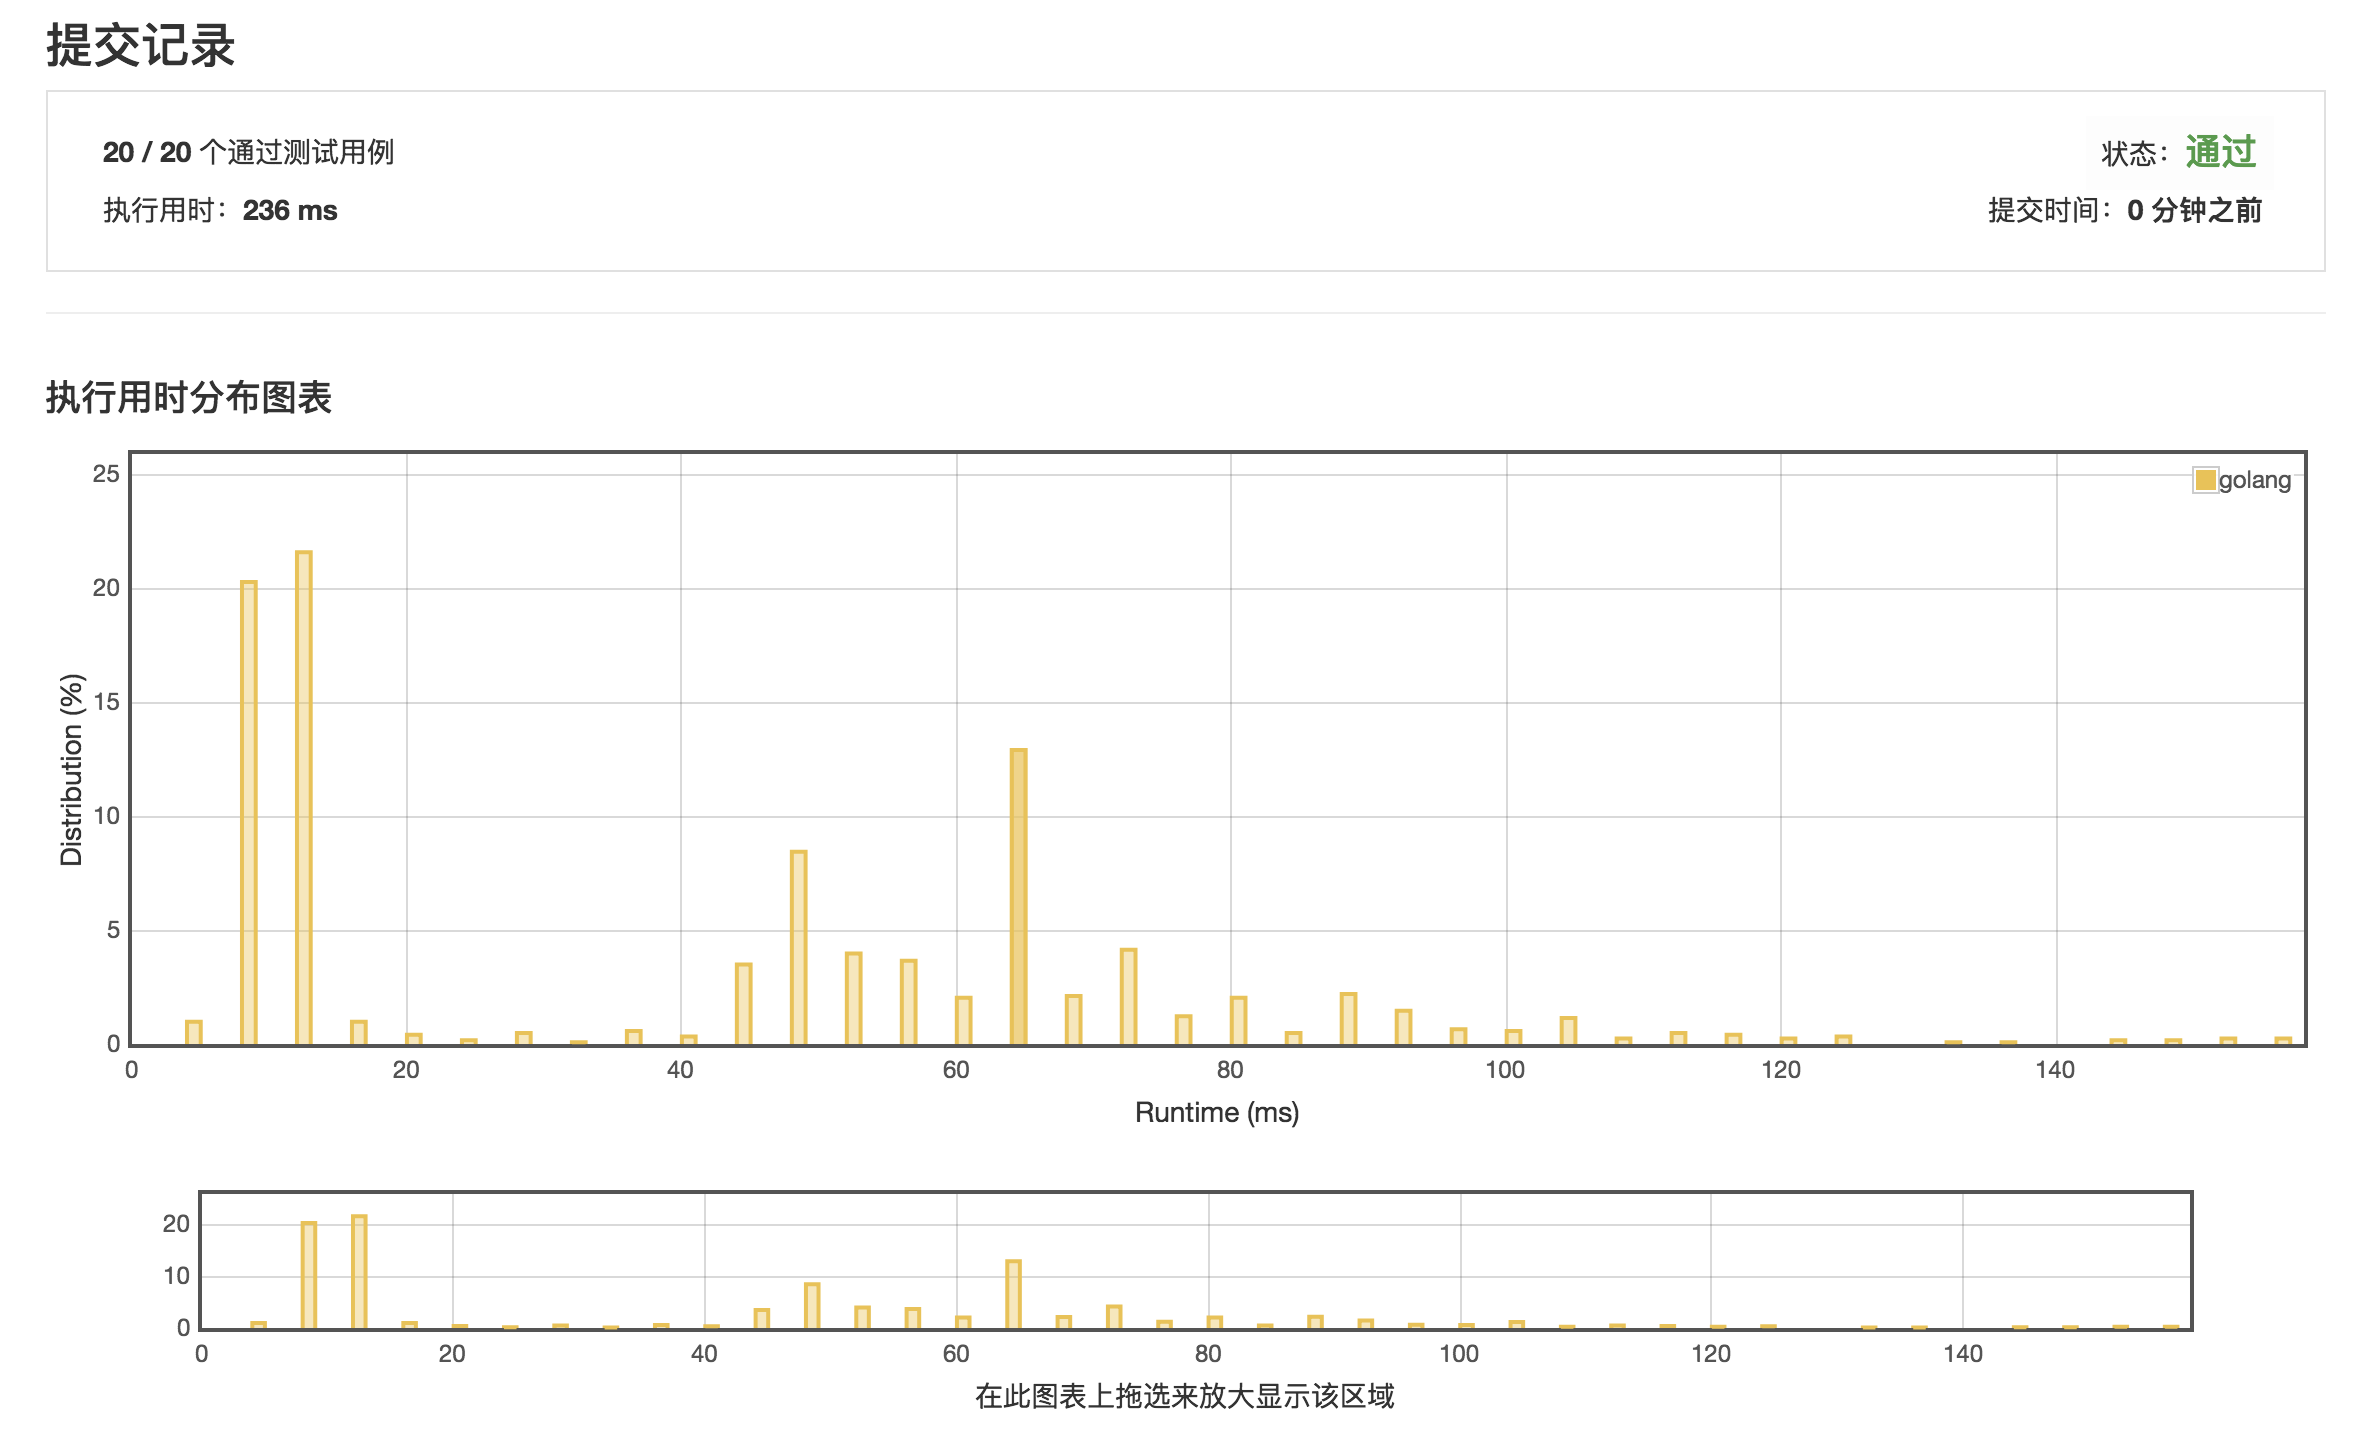 提交记录
20 / 20 个通过测试用例
状态：通过
执行用时：236 ms
提交时间：0 分钟之前
执行用时分布图表
25
golang
20
15
10
5
0
Distribution (%)
0 20 40 60 80 100 120 140
Runtime (ms)
20
10
0
0 20 40 60 80 100 120 140
在此图表上拖选来放大显示该区域